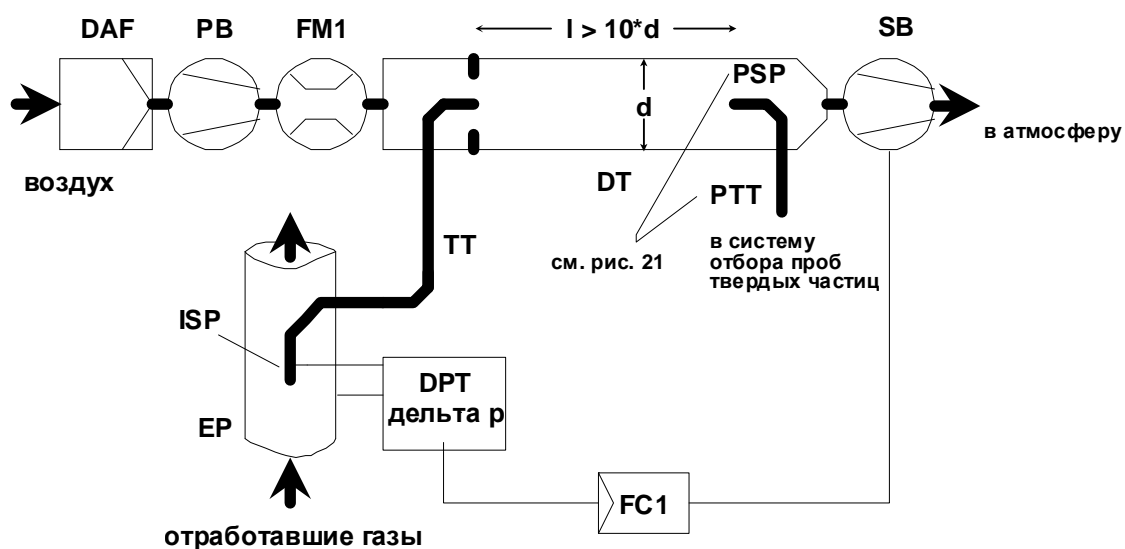 DAF
PB
FM1
l > 10*d
SB
d
PSP
в атмосферу
воздух
DT
PTT
TT
см. рис. 21
в систему
отбора проб
твердых частиц
ISP
DPT
дельта р
EP
FC1
отработавшие газы